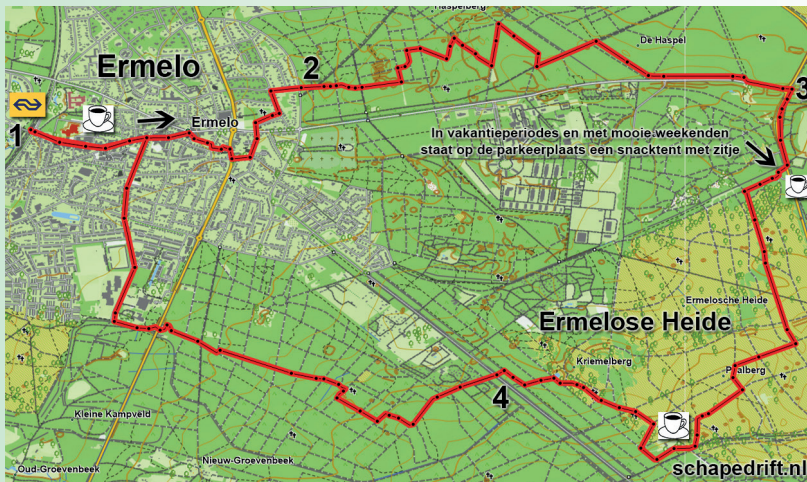 Haspelberg
De Haspel
Ermelo
2
3
1
Ermelo
In vakantieperiodes en met mooie weekenden
staat op de parkeerplaats een snacktent met zitje
Ermelosche Heide
Ermelose Heide
Kriemelberg
Paalberg
4
Kleine Kampveld
Oud-Groevenbeek
Nieuw-Groevenbeek
schapedrift.nl